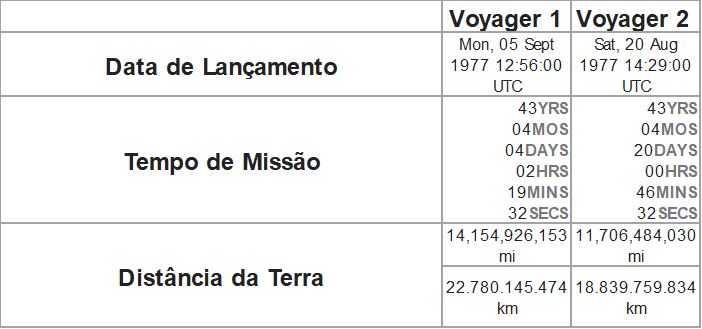 Voyager 1 Voyager 2
Data de Lançamento
Mon, 05 Sept
1977 12:56:00
UTC
Sat, 20 Aug
1977 14:29:00
UTC
Tempo de Missão
43YRS
04MOS
04DAYS
02HRS
19MINS
32SECS
43YRS
04MOS
20DAYS
00HRS
46MINS
32SECS
Distância da Terra
14,154,926,153
mi
11,706,484,030
mi
22.780.145.474
km
18.839.759.834
km